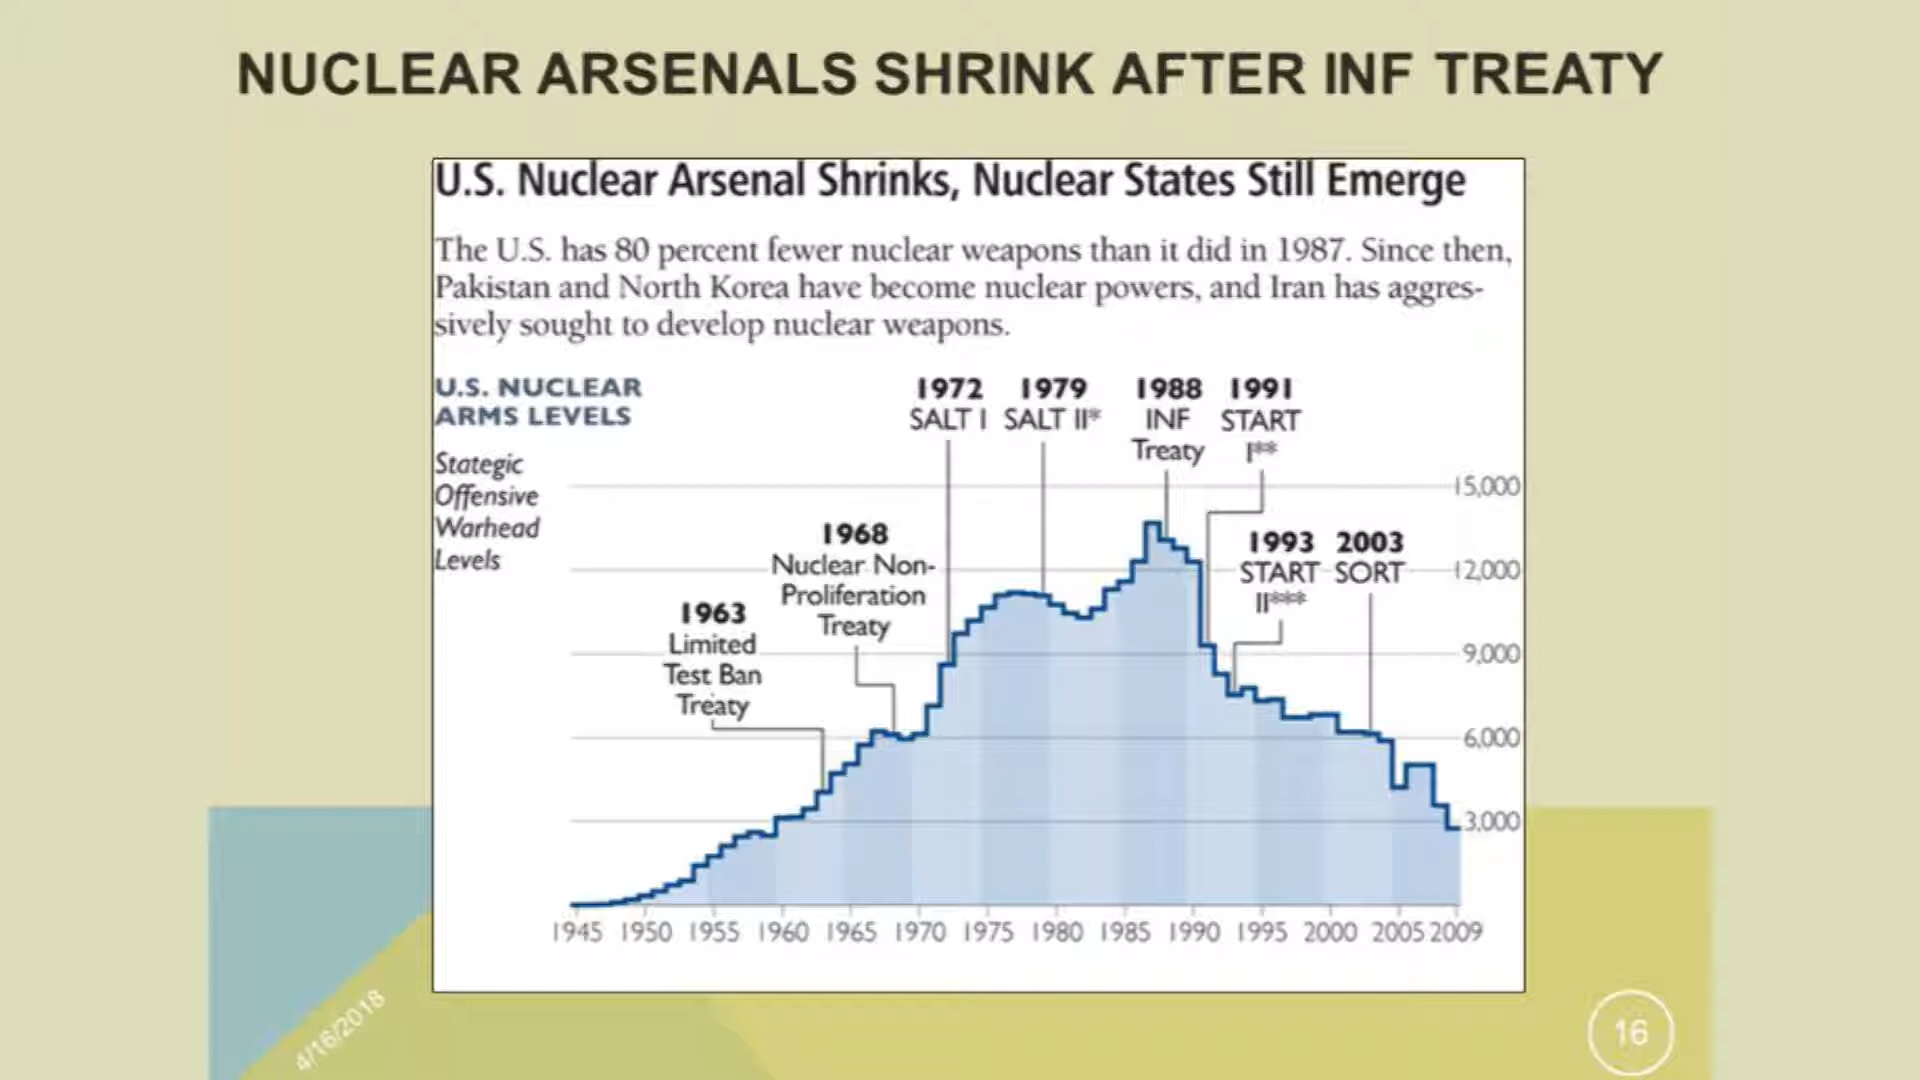 NUCLEAR ARSENALS SHRINK AFTER INF TREATY
U.S. Nuclear Arsenal Shrinks, Nuclear States Still Emerge
The U.S. has 80 percent fewer nuclear weapons than it did in 1987. Since then,
Pakistan and North Korea have become nuclear powers, and Iran has aggres-
sively sought to develop nuclear weapons.
U.S. NUCLEAR
ARMS LEVELS
Stategic
Offensive
Warhead
Levels
1963
Limited
Test Ban
Treaty
1968
Nuclear Non-
Proliferation
Treaty
1972
SALT I
1979
SALT II*
1988
INF
Treaty
1991
START
I**
1993
START
II***
2003
SORT
15,000
12,000
9,000
6,000
3,000
1945 1950 1955 1960 1965 1970 1975 1980 1985 1990 1995 2000 2005 2009
4/16/2018
16